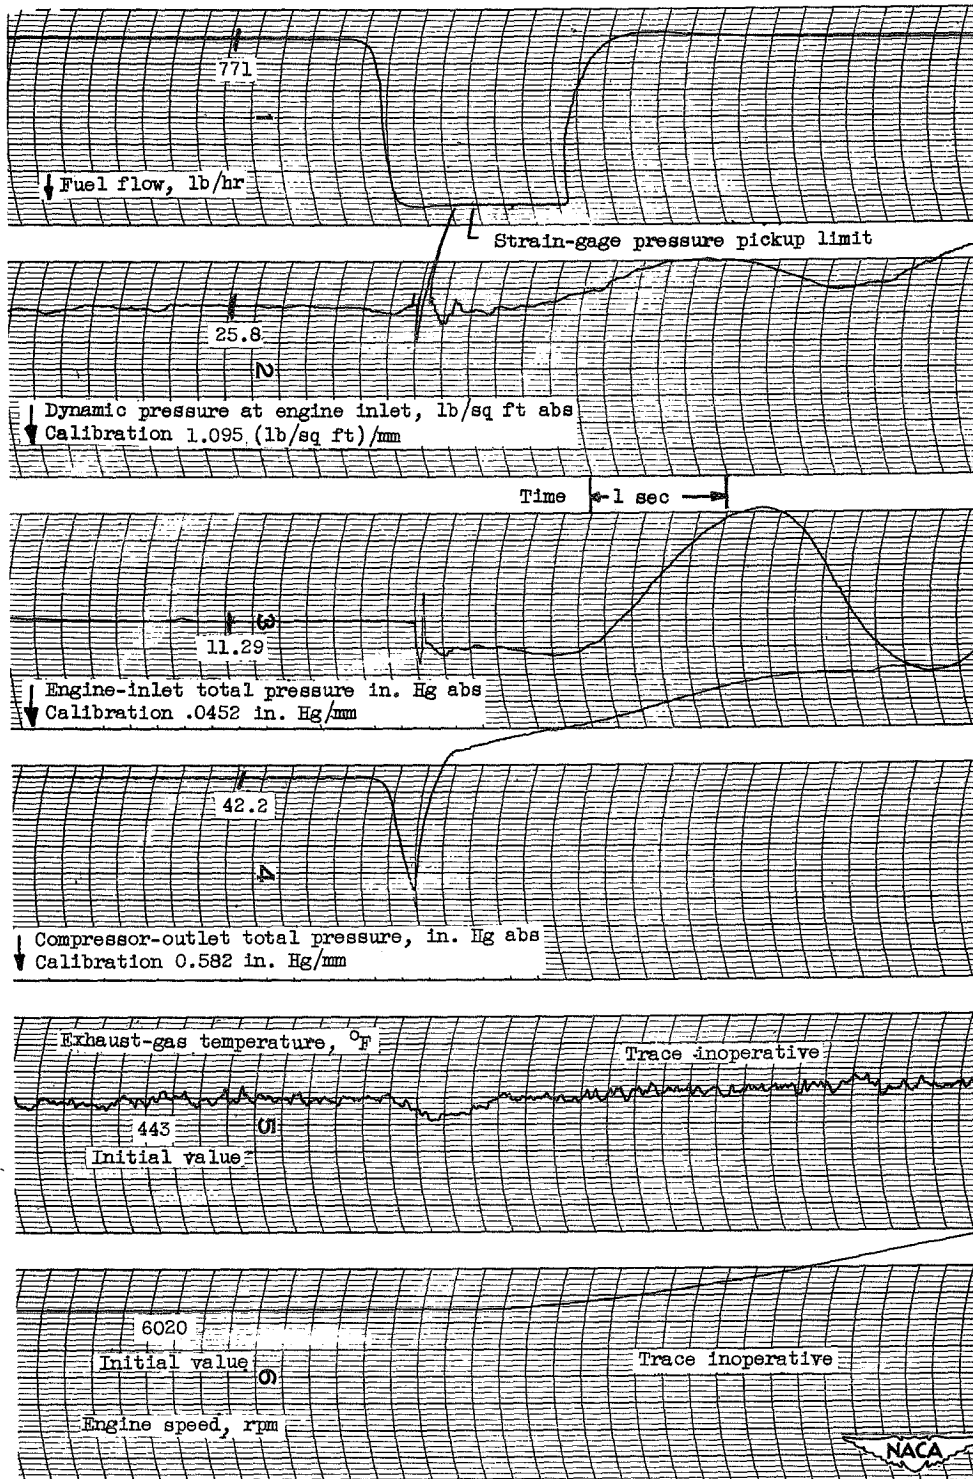 771
1
Fuel flow, lb/hr
Strain-gage pressure pickup limit
25.8
2
Dynamic pressure at engine inlet, lb/sq ft abs
Calibration 1.095 (lb/sq ft)/mm
Time 1 sec
3
11.29
Engine-inlet total pressure in. Hg abs
Calibration .0452 in. Hg/mm
42.2
4
Compressor-outlet total pressure, in. Hg abs
Calibration 0.582 in. Hg/mm
Exhaust-gas temperature, °F
Trace inoperative
443
5
Initial value
6020
Initial value
6
Trace inoperative
Engine speed, rpm
NACA